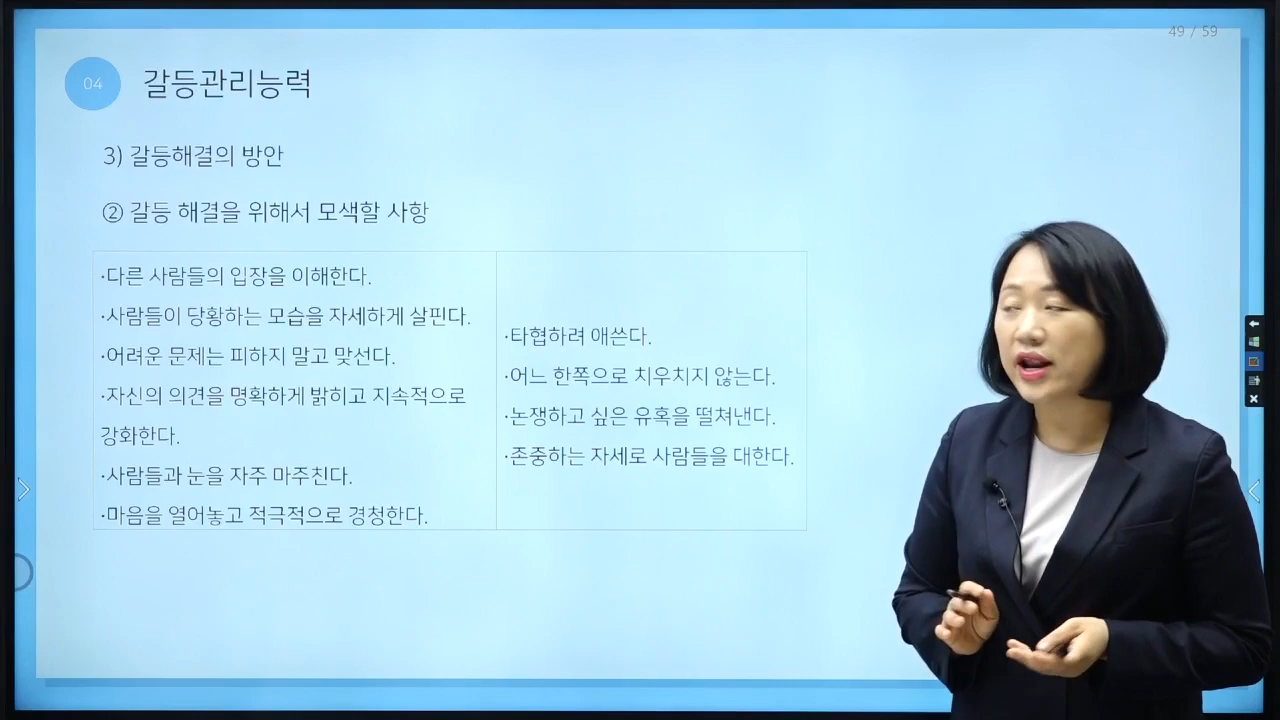 49 / 59
04
갈등관리능력
3) 갈등해결의 방안
② 갈등 해결을 위해서 모색할 사항
·다른 사람들의 입장을 이해한다.
·사람들이 당황하는 모습을 자세하게 살핀다.
·어려운 문제는 피하지 말고 맞선다.
·자신의 의견을 명확하게 밝히고 지속적으로
강화한다.
·사람들과 눈을 자주 마주친다.
·마음을 열어놓고 적극적으로 경청한다.
·타협하려 애쓴다.
·어느 한쪽으로 치우치지 않는다.
·논쟁하고 싶은 유혹을 떨쳐낸다.
·존중하는 자세로 사람들을 대한다.